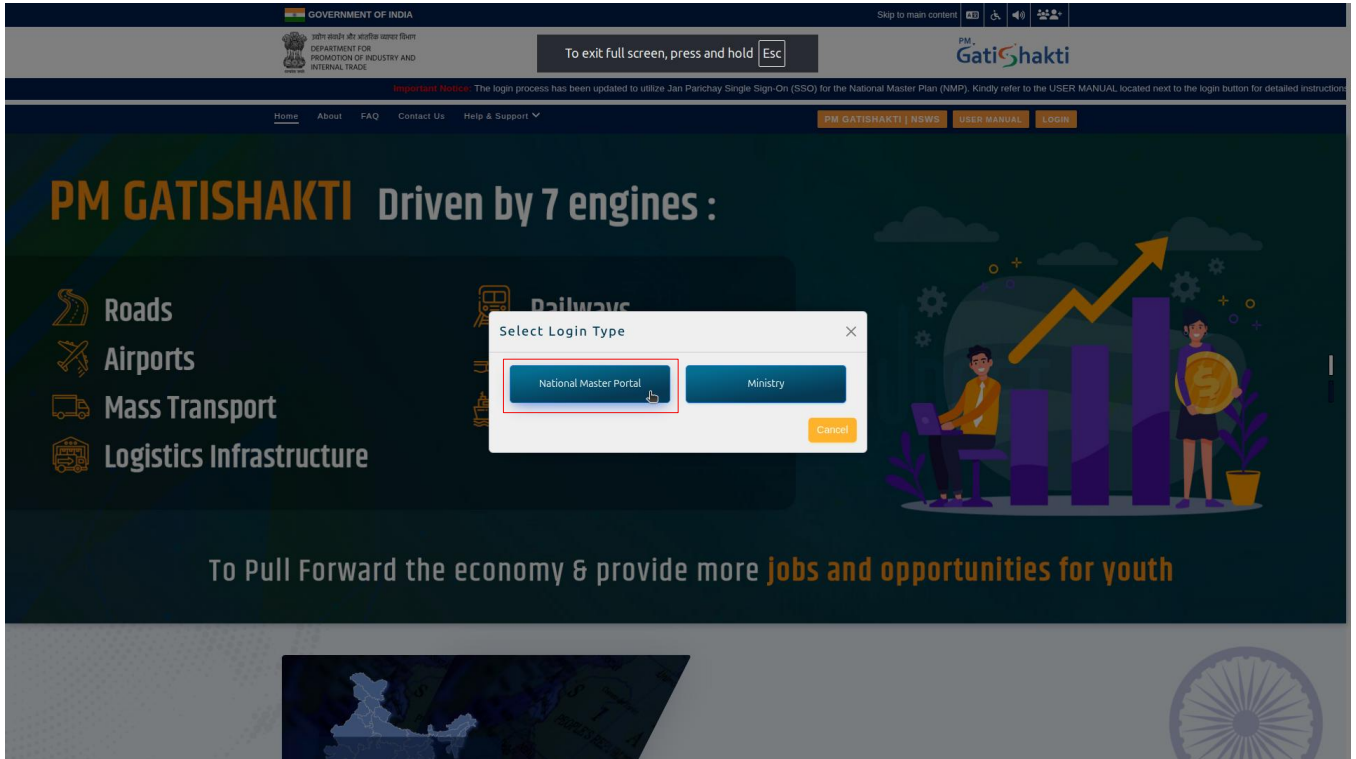 GOVERNMENT OF INDIA
Skip to main content
उद्योग संवर्धन और आंतरिक व्यापार विभाग
DEPARTMENT FOR
PROMOTION OF INDUSTRY AND
INTERNAL TRADE
To exit full screen, press and hold Esc
PM
GatiShakti
Important Notice: The login process has been updated to utilize Jan Parichay Single Sign-On (SSO) for the National Master Plan (NMP). Kindly refer to the USER MANUAL located next to the login button for detailed instructions
Home About FAQ Contact Us Help & Support
PM GATISHAKTI | NSWS USER MANUAL LOGIN
PM GATISHAKTI Driven by 7 engines :
Roads
Railways
Airports
Mass Transport
Logistics Infrastructure
Select Login Type
National Master Portal
Ministry
Cancel
To Pull Forward the economy & provide more jobs and opportunities for youth